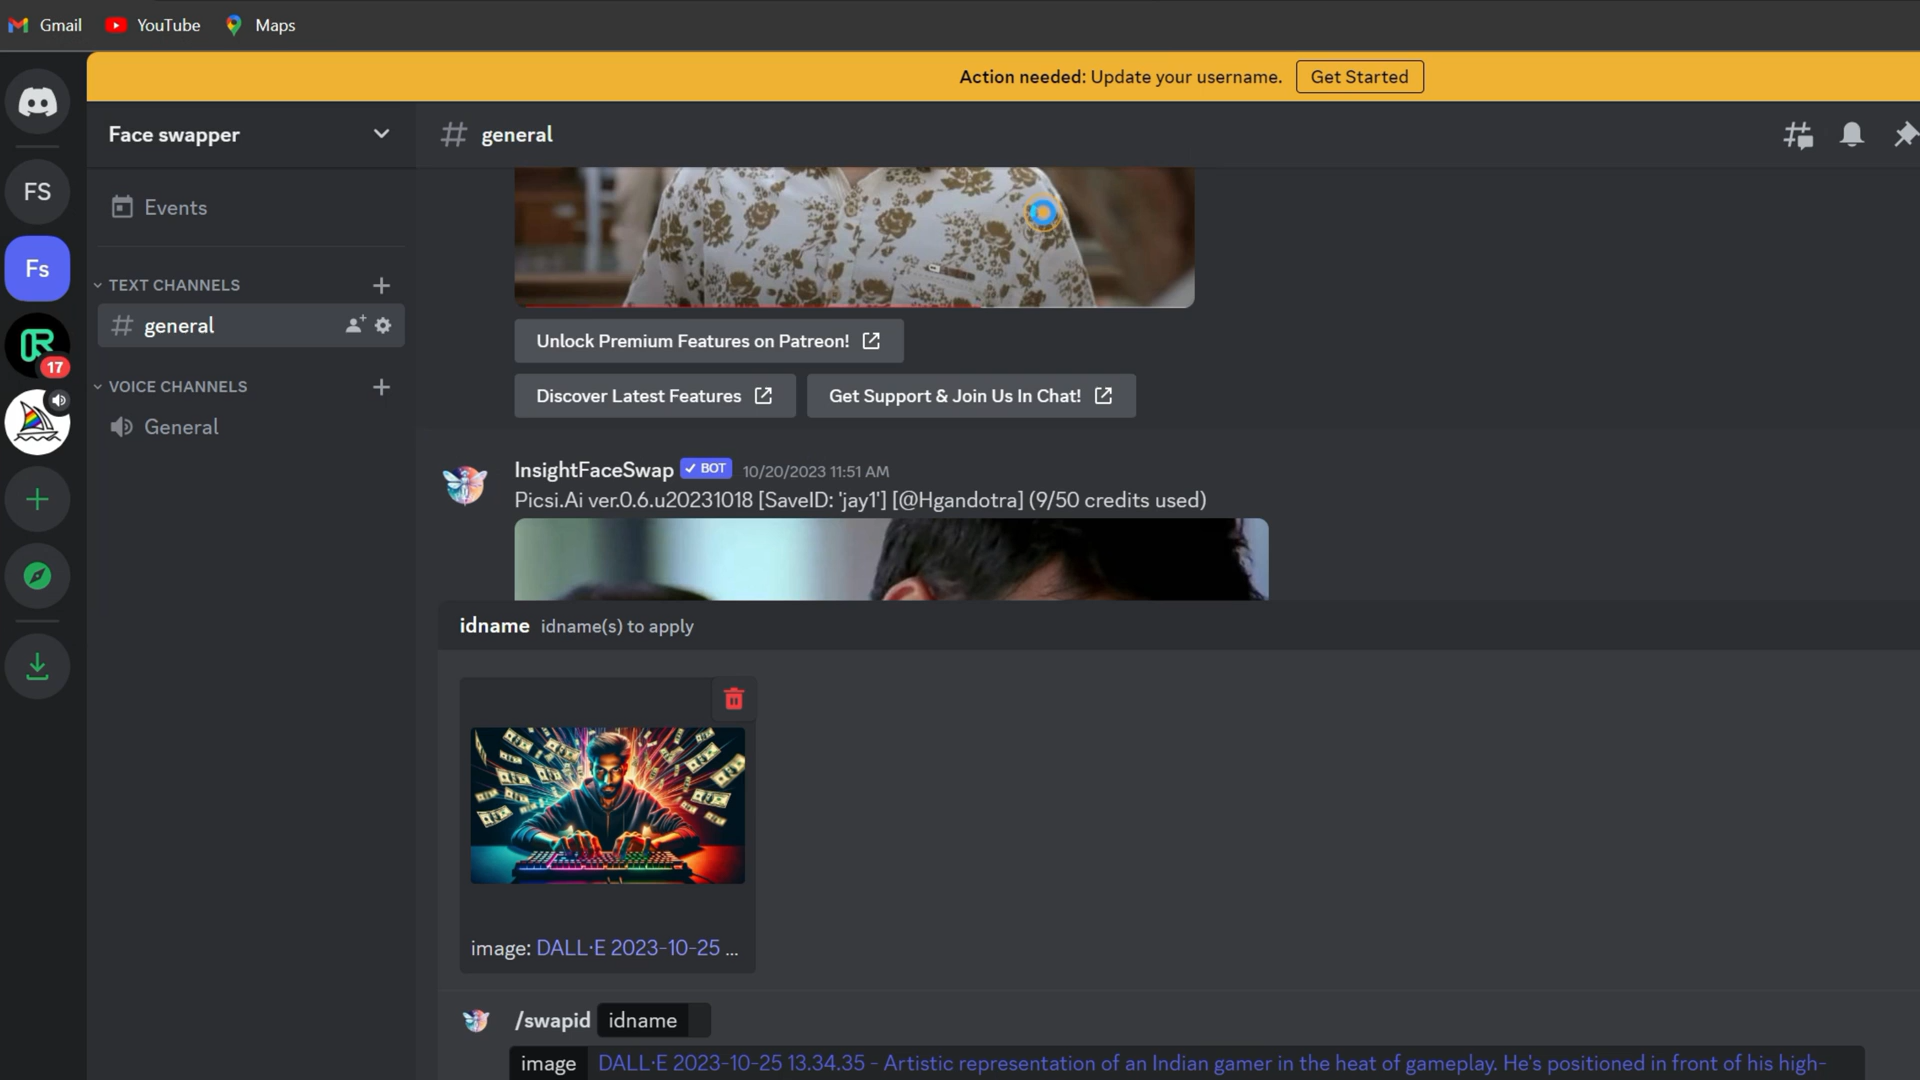 Gmail YouTube Maps
Action needed: Update your username. Get Started
Face swapper
general
FS
Events
Fs
TEXT CHANNELS
general
17
VOICE CHANNELS
General
Unlock Premium Features on Patreon!
Discover Latest Features Get Support & Join Us In Chat!
InsightFaceSwap BOT 10/20/2023 11:51 AM
Picsi.Ai ver.0.6.u20231018 [SaveID: 'jay1'] [@Hgandotra] (9/50 credits used)
idname idname(s) to apply
image: DALL·E 2023-10-25 ...
/swapid idname
image DALL·E 2023-10-25 13.34.35 - Artistic representation of an Indian gamer in the heat of gameplay. He's positioned in front of his high-